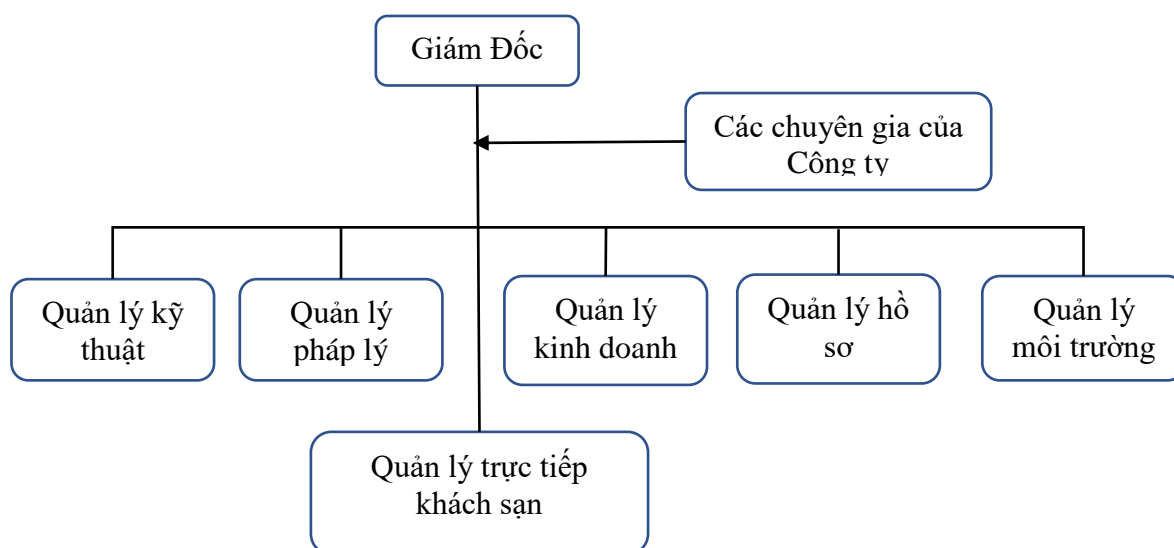 Giám Đốc
Các chuyên gia của
Công ty
Quản lý kỹ
thuật
Quản lý
pháp lý
Quản lý
kinh doanh
Quản lý hồ
sơ
Quản lý
môi trường
Quản lý trực tiếp
khách sạn